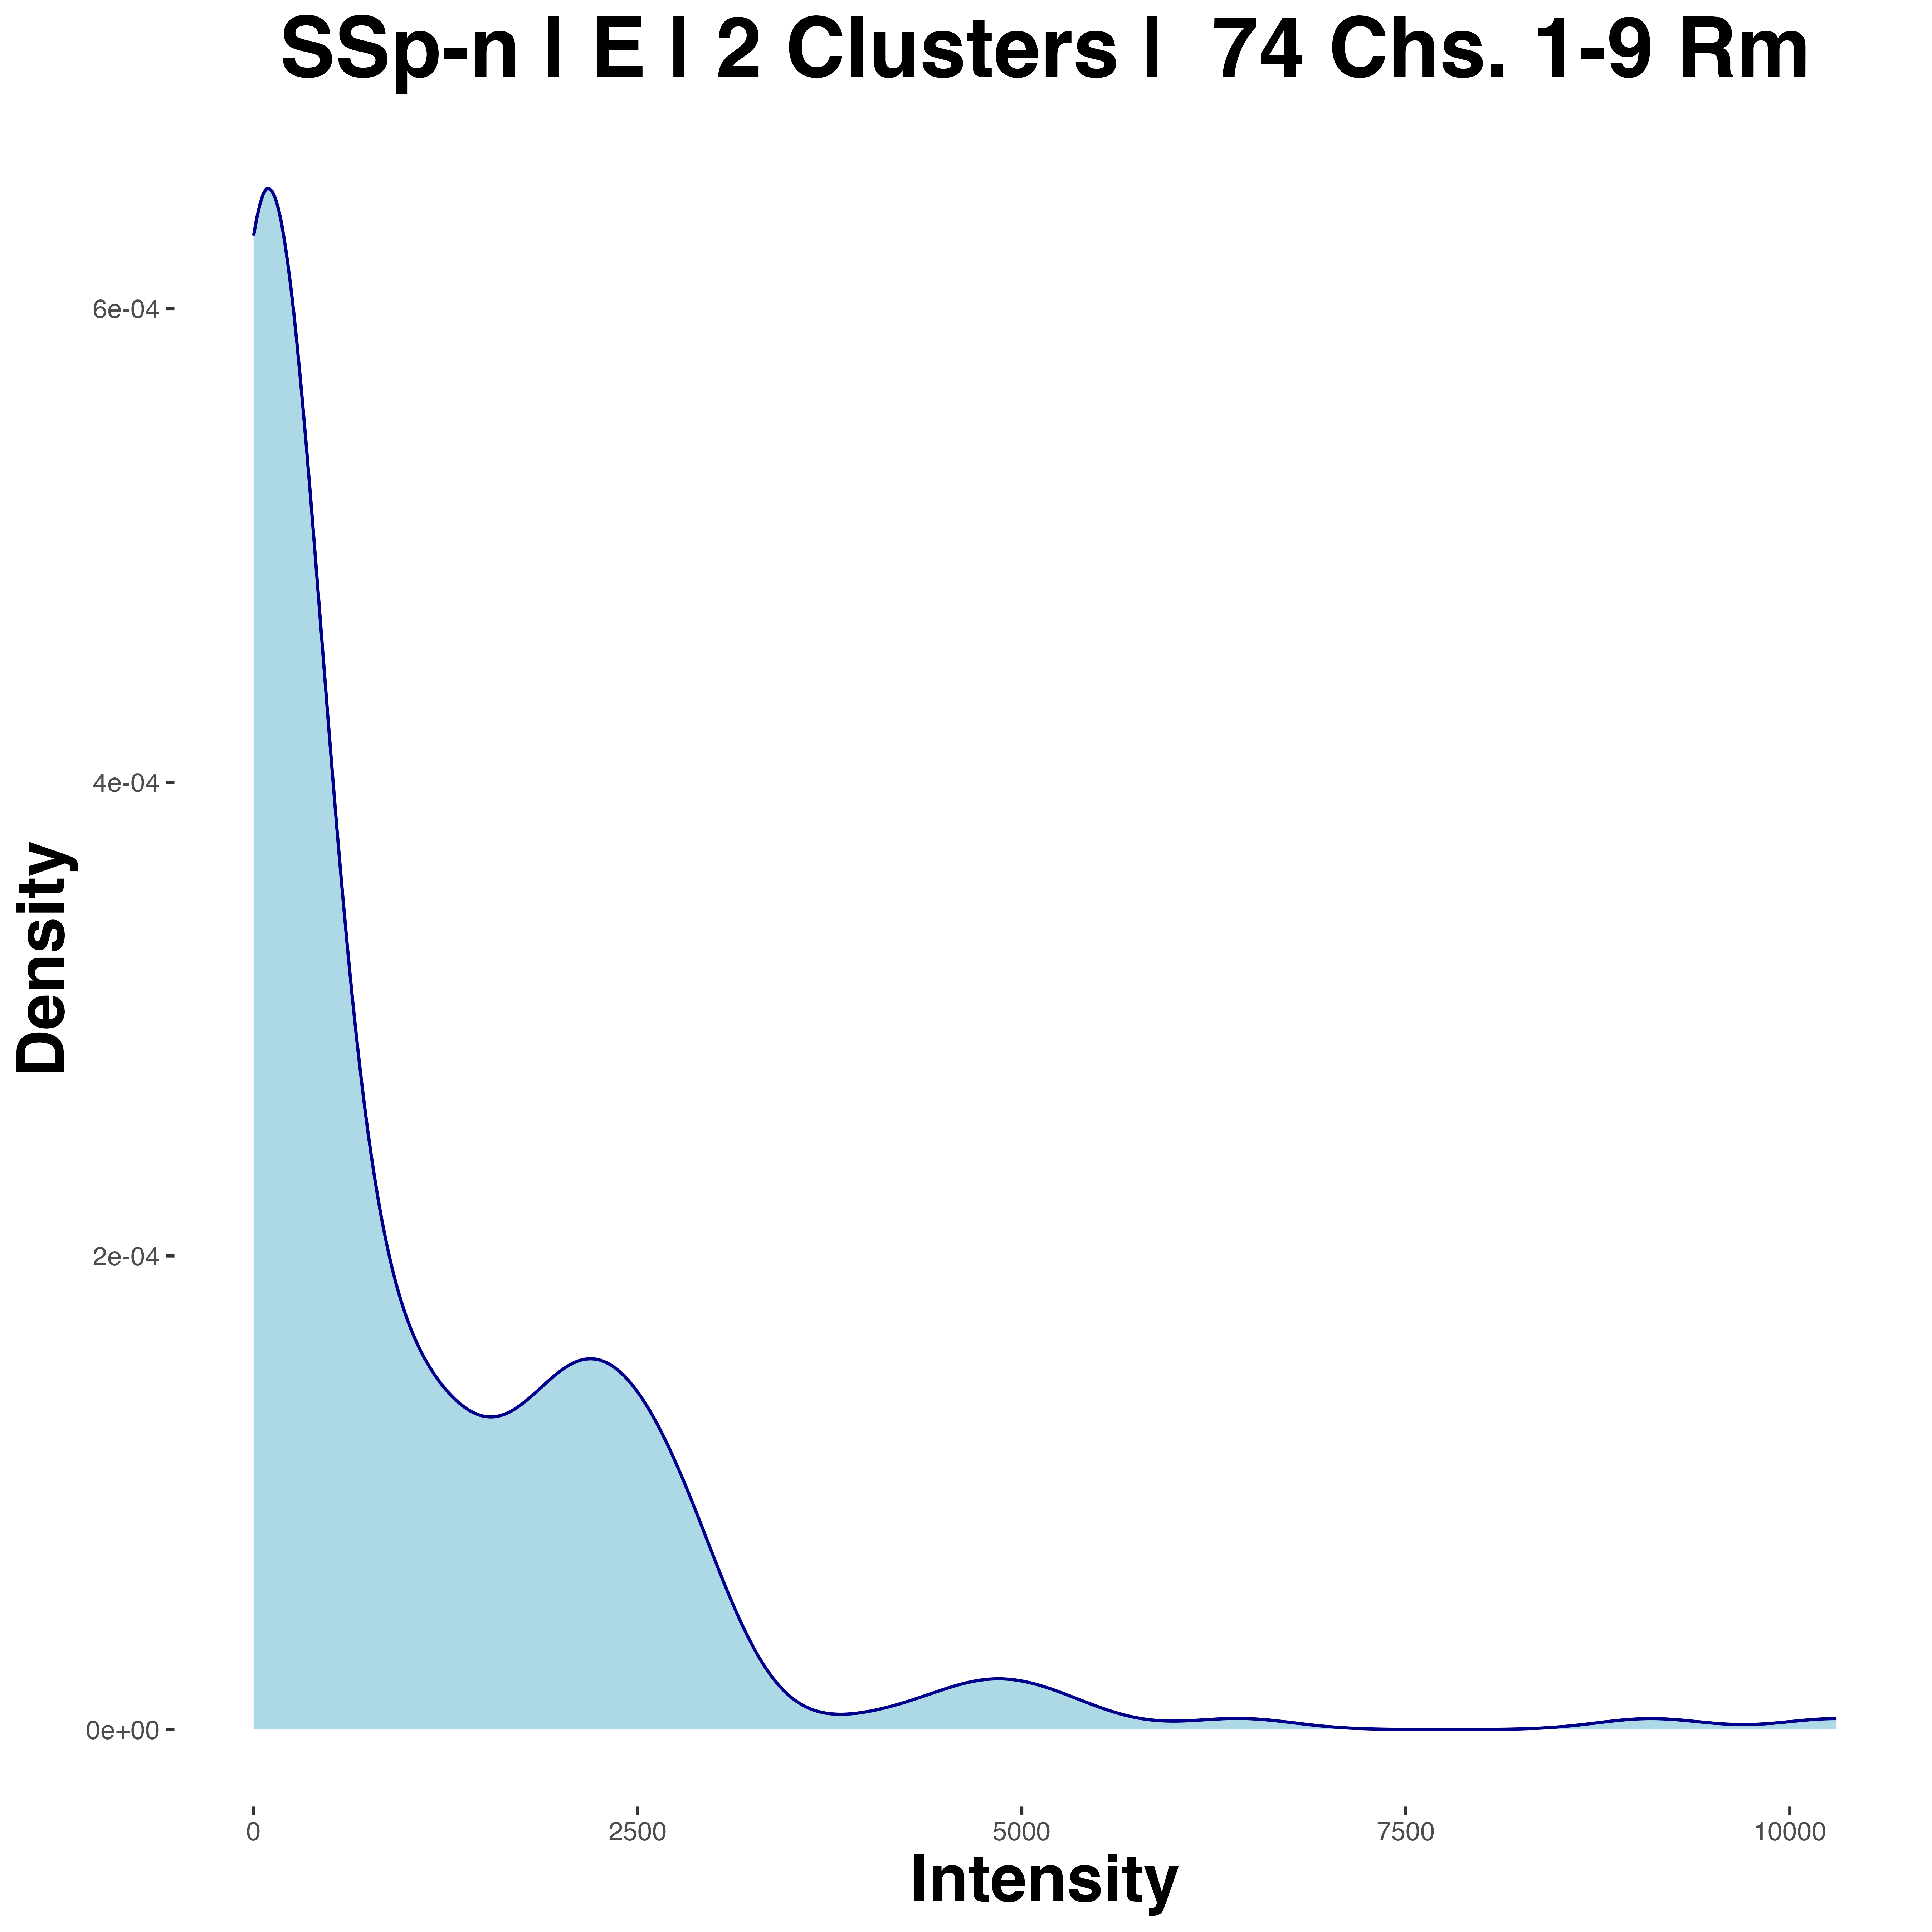 SSp-n | E | 2 Clusters |  74 Chs. 1-9 Rm
6e-04
4e-04
2e-04
0e+00
Density
0
2500
5000
7500
10000
Intensity